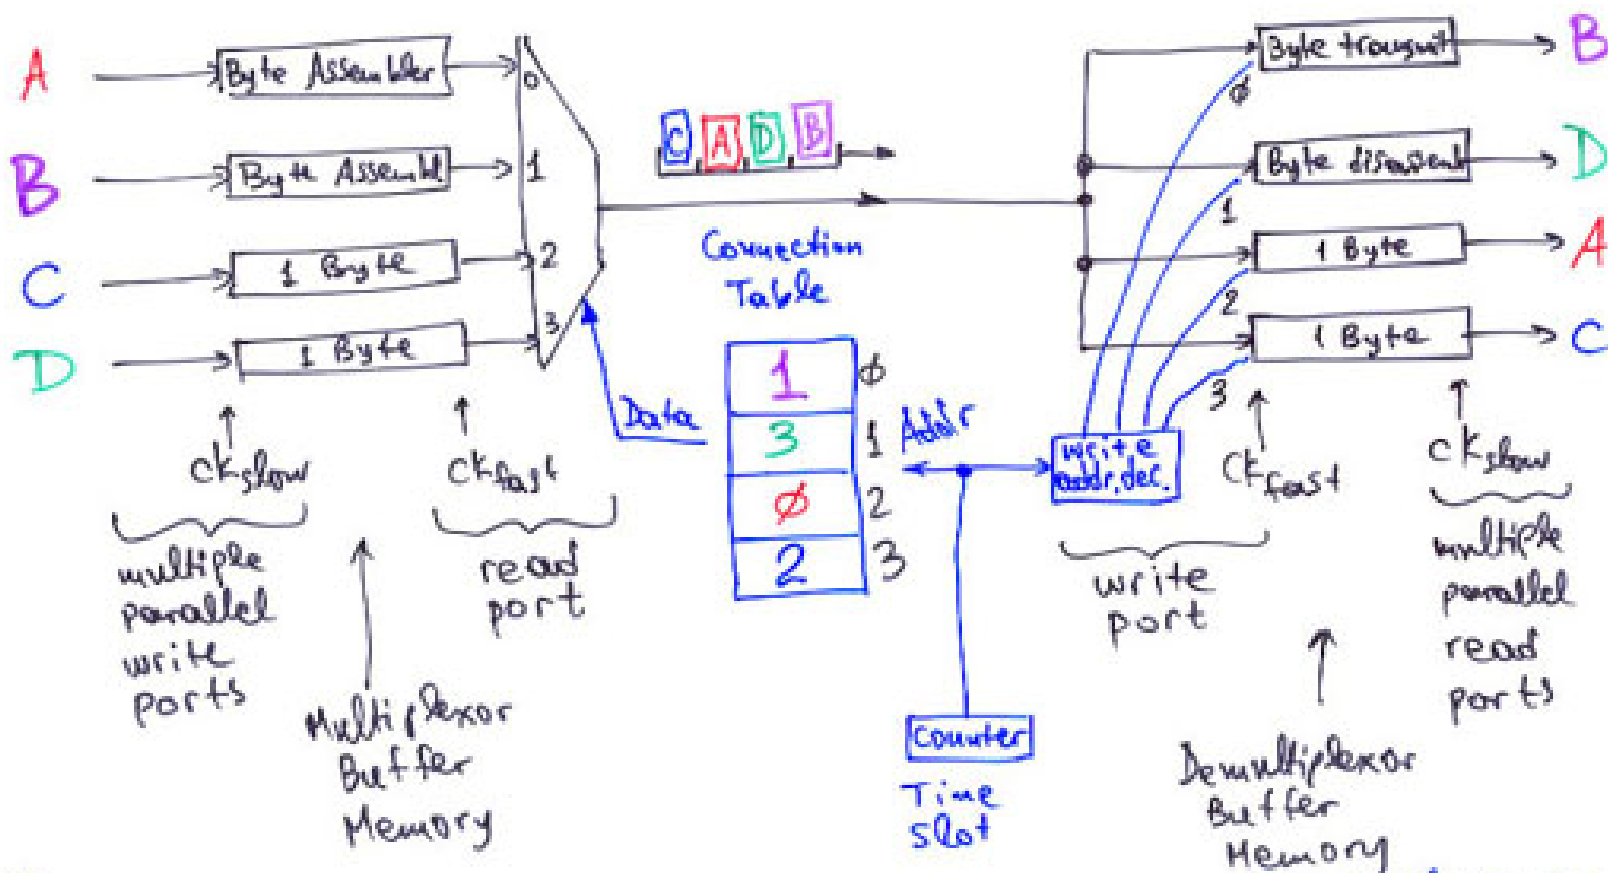 A
Byte Assembler
0
B
Byte Assembl
1
C
1 Byte
2
D
1 Byte
3
C A D B
Connection
Table
Data
1 ∅
3 1
∅ 2
2 3
Addr
write
addr. dec.
Counter
Time
Slot
Byte transmit
B
∅
Byte disassembl
D
1
1 Byte
A
2
1 Byte
C
3
ck slow
ck fast
ck fast
ck slow
multiple
parallel
write
ports
Multiplexor
Buffer
Memory
read
port
write
port
Demultiplexor
Buffer
Memory
multiple
parallel
read
ports